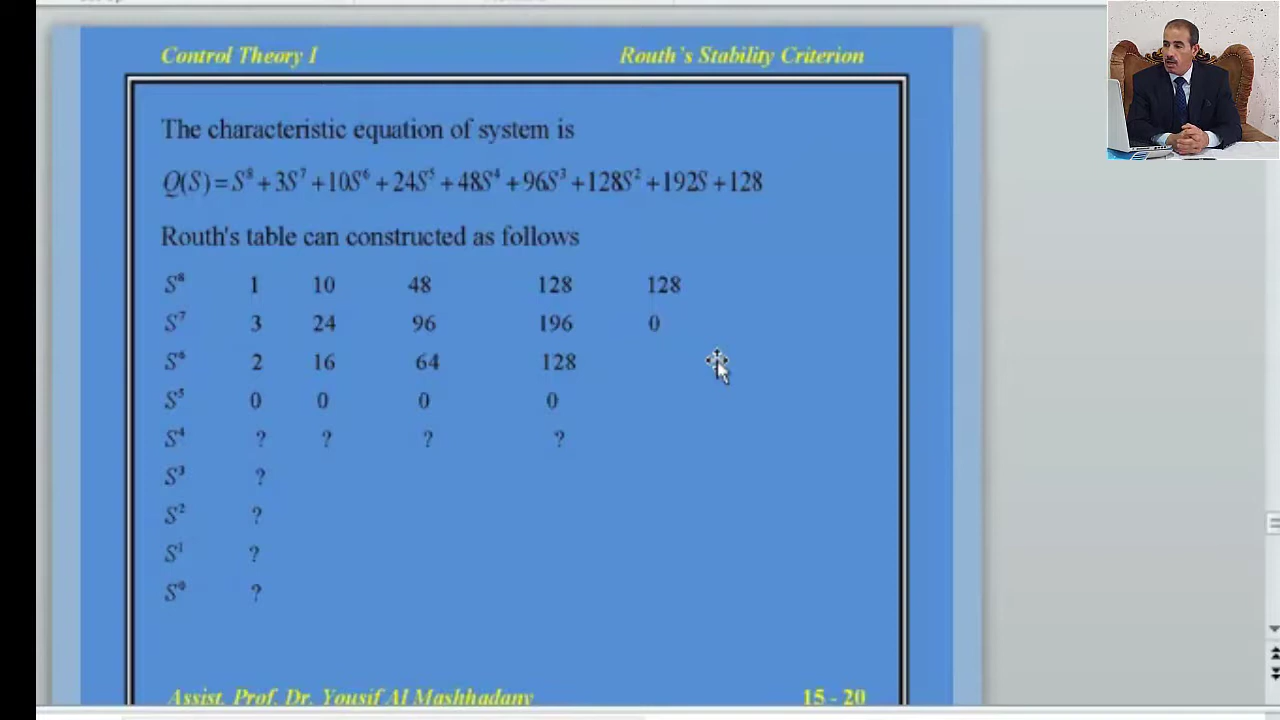 Control Theory I Routh's Stability Criterion
The characteristic equation of system is
Q(S) = S⁸ + 3S⁷ + 10S⁶ + 24S⁵ + 48S⁴ + 96S³ + 128S² + 192S + 128
Routh's table can constructed as follows
S⁸ 1 10 48 128 128
S⁷ 3 24 96 196 0
S⁶ 2 16 64 128
S⁵ 0 0 0 0
S⁴ ? ? ? ?
S³ ?
S² ?
S¹ ?
S⁰ ?
Assist. Prof. Dr. Yousif Al Mashhadany 15 - 20